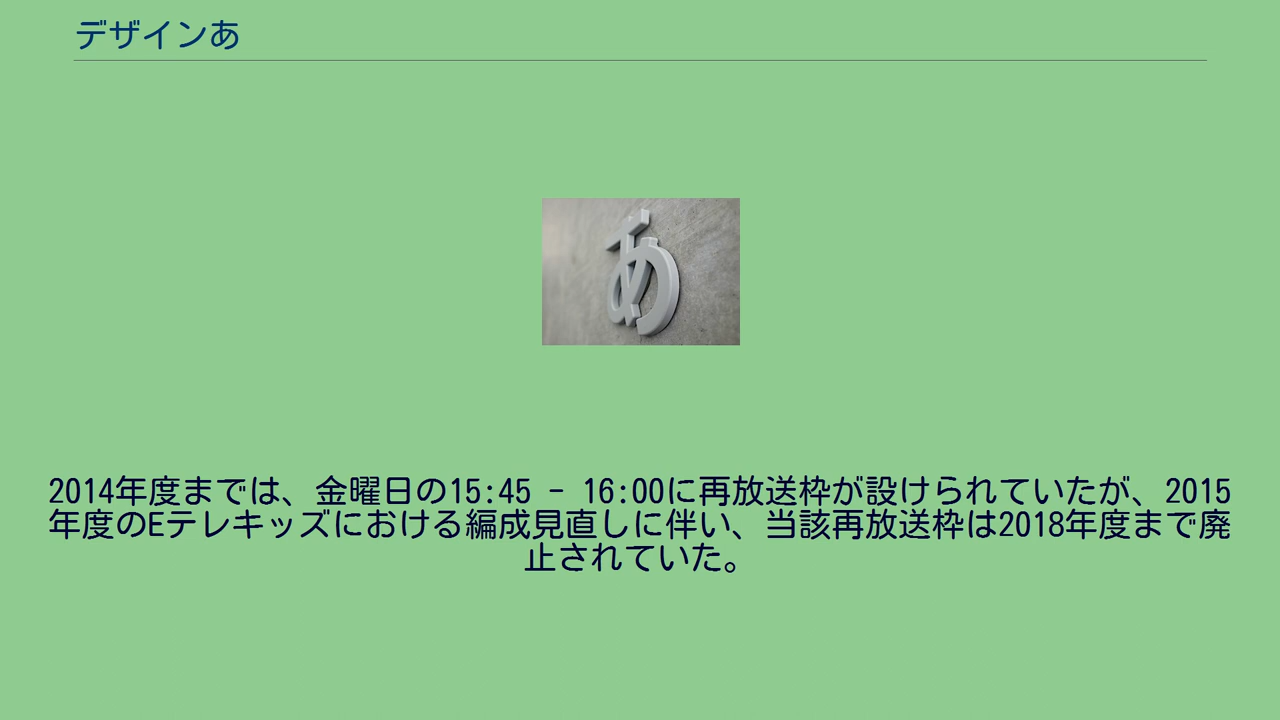 デザインあ
あ
2014年度までは、金曜日の15:45 - 16:00に再放送枠が設けられていたが、2015
年度のEテレキッズにおける編成見直しに伴い、当該再放送枠は2018年度まで廃
止されていた。